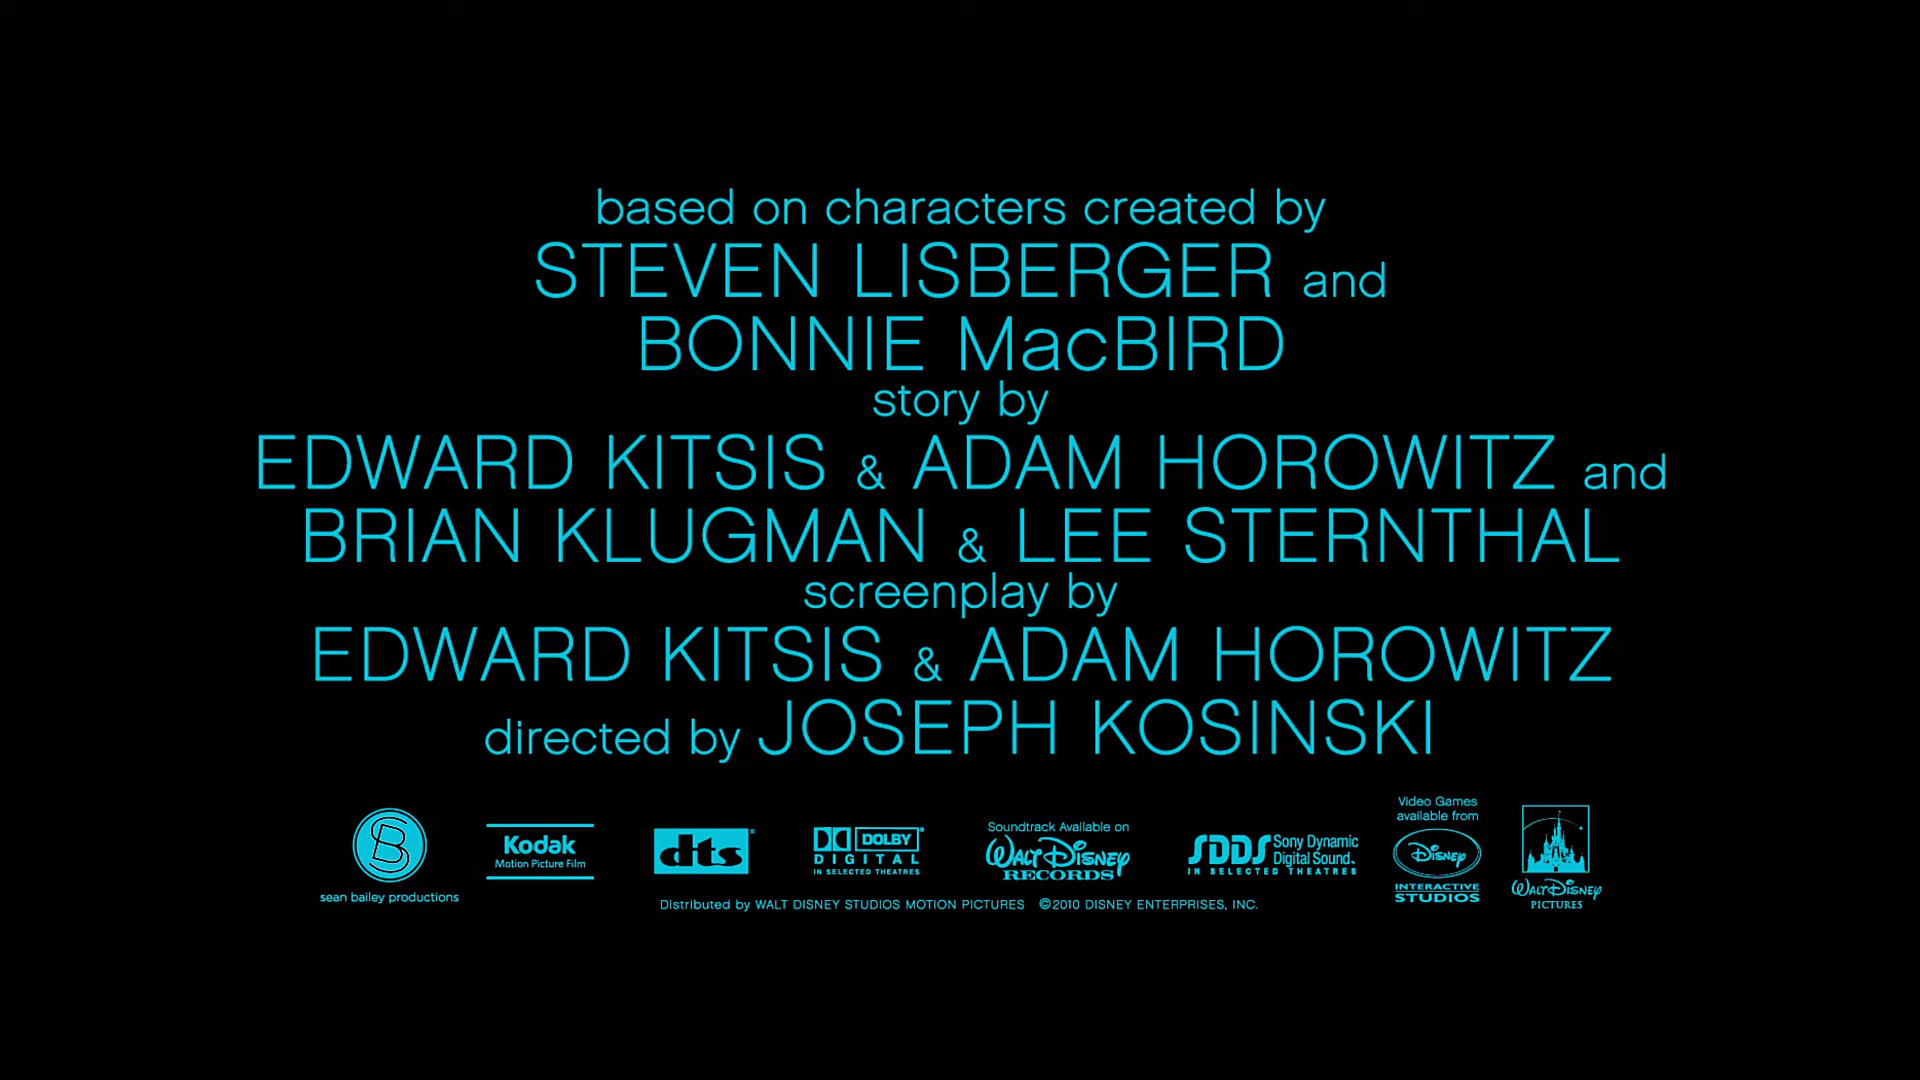 based on characters created by
STEVEN LISBERGER and
BONNIE MacBIRD
story by
EDWARD KITSIS & ADAM HOROWITZ and
BRIAN KLUGMAN & LEE STERNTHAL
screenplay by
EDWARD KITSIS & ADAM HOROWITZ
directed by JOSEPH KOSINSKI
SB
sean bailey productions
Kodak
Motion Picture Film
dts®
DOLBY®
DIGITAL
IN SELECTED THEATRES
Soundtrack Available on
WALT DISNEY
RECORDS
SDDS Sony Dynamic
Digital Sound™
IN SELECTED THEATRES
Video Games
available from
Disney
INTERACTIVE
STUDIOS
WALT DISNEY
PICTURES
Distributed by WALT DISNEY STUDIOS MOTION PICTURES ©2010 DISNEY ENTERPRISES, INC.